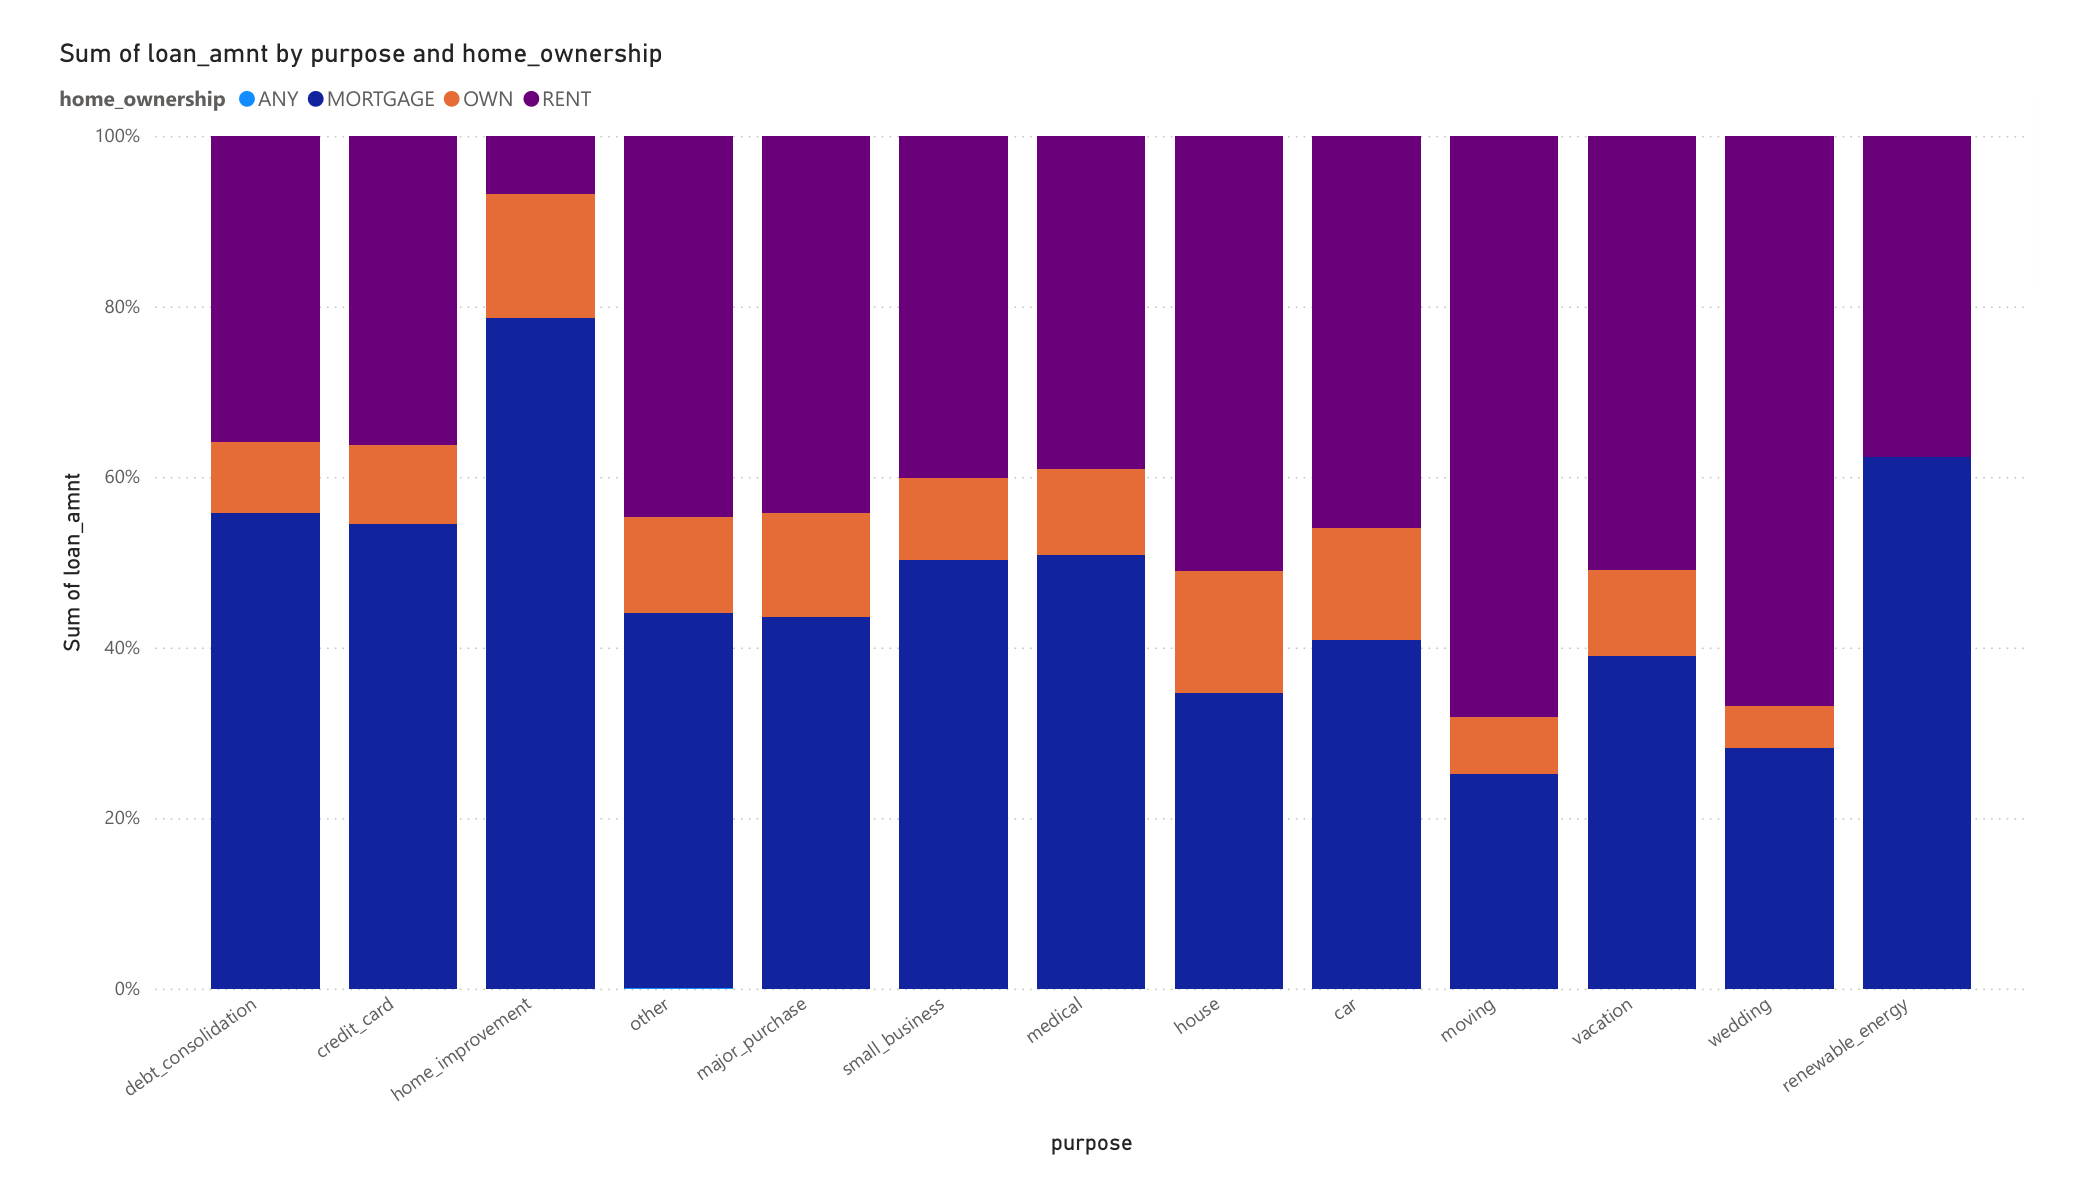 Sum of loan_amnt by purpose and home_ownership
home_ownership ANY MORTGAGE OWN RENT
100%
80%
60%
40%
20%
0%
Sum of loan_amnt
debt_consolidation
credit_card
home_improvement
other
major_purchase
small_business
medical
house
car
moving
vacation
wedding
renewable_energy
purpose